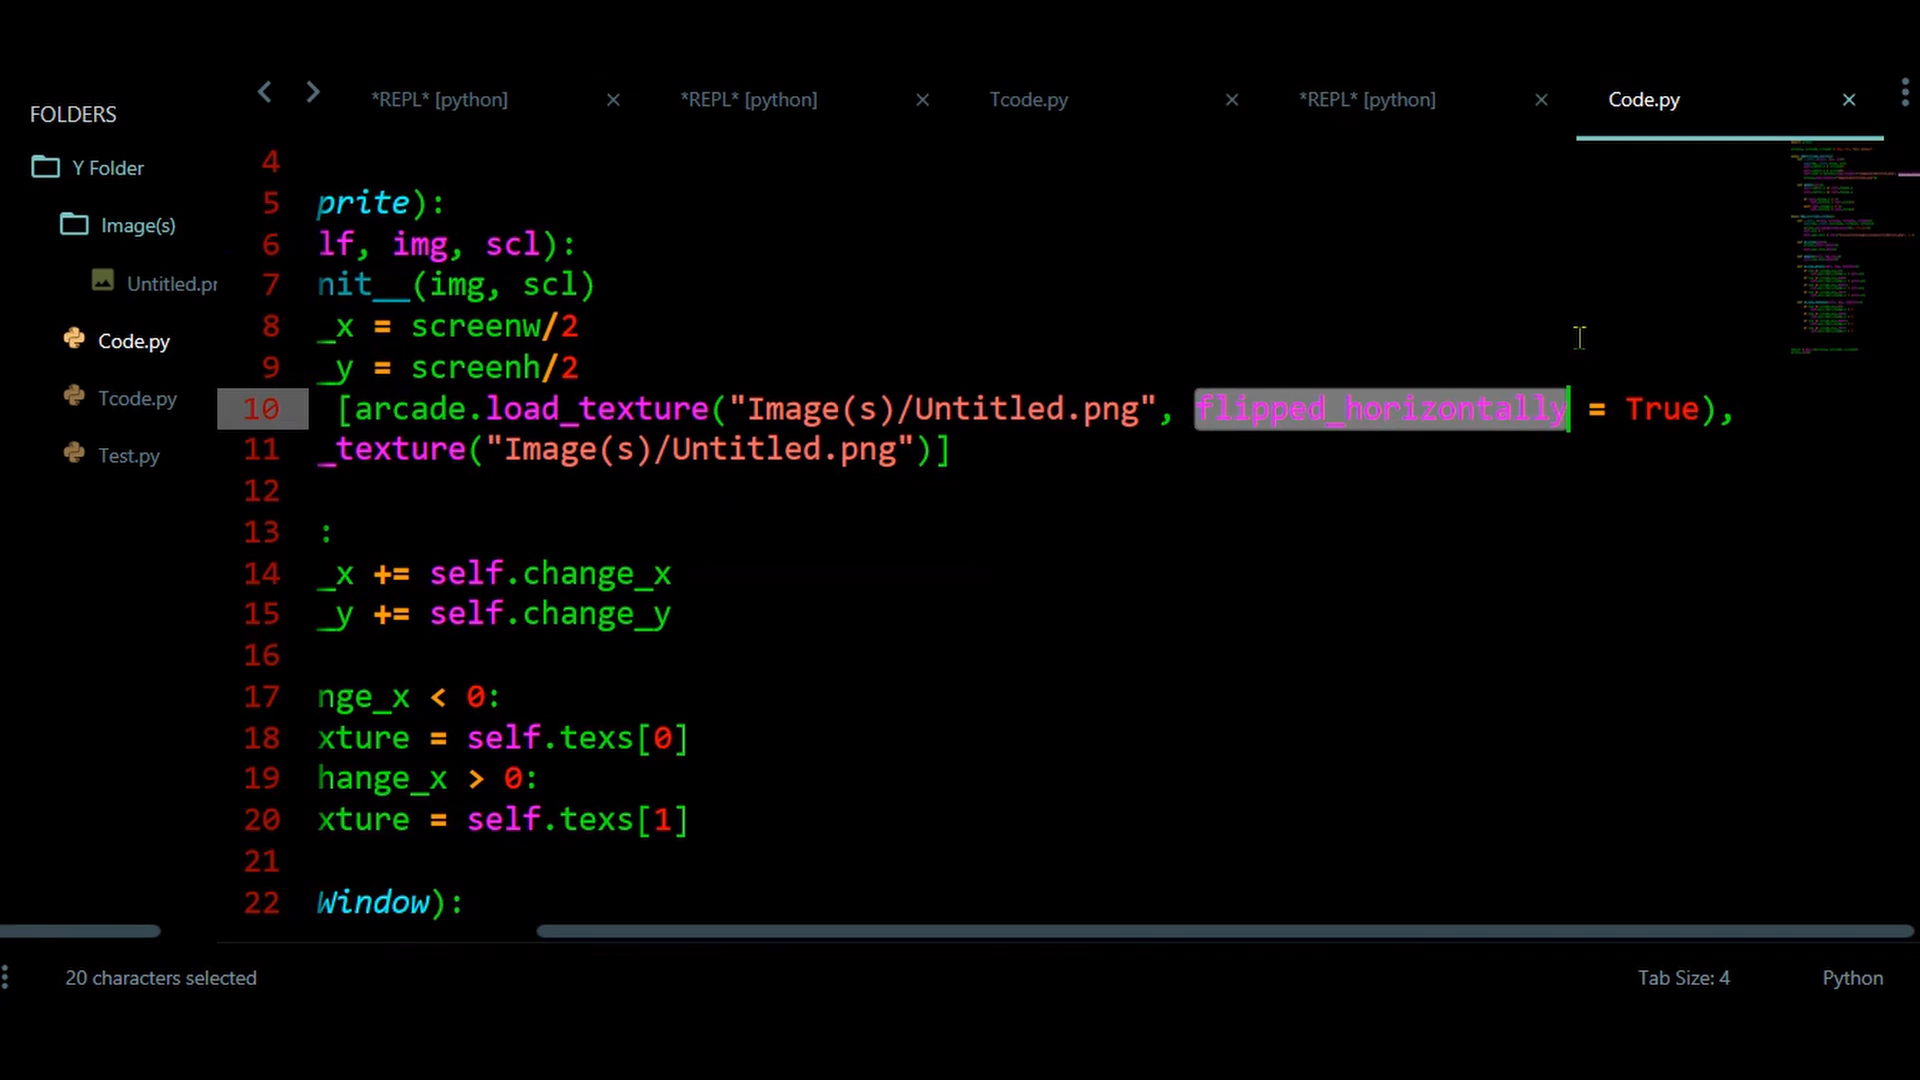 *REPL* [python]
*REPL* [python]
Tcode.py
*REPL* [python]
Code.py
FOLDERS
Y Folder
Image(s)
Untitled.pr
Code.py
Tcode.py
Test.py
4
5 prite):
6 lf, img, scl):
7 nit__(img, scl)
8 _x = screenw/2
9 _y = screenh/2
10 [arcade.load_texture("Image(s)/Untitled.png", flipped_horizontally = True),
11 _texture("Image(s)/Untitled.png")]
12
13 :
14 _x += self.change_x
15 _y += self.change_y
16
17 nge_x < 0:
18 xture = self.texs[0]
19 hange_x > 0:
20 xture = self.texs[1]
21
22 Window):
20 characters selected
Tab Size: 4
Python